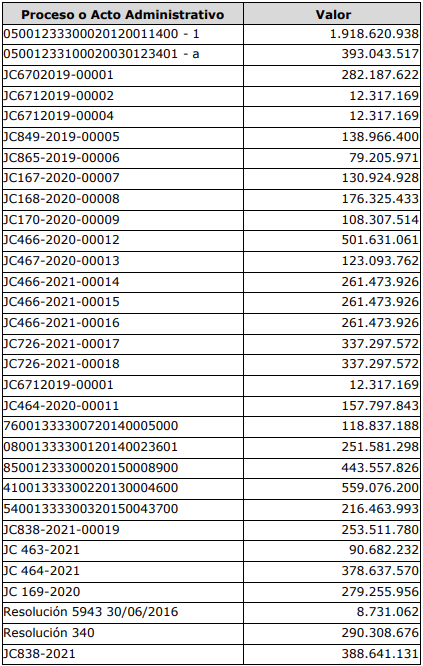 Proceso o Acto Administrativo Valor
05001233300020120011400 - 1 1.918.620.938
05001233100020030123401 - a 393.043.517
JC6702019-00001 282.187.622
JC6712019-00002 12.317.169
JC6712019-00004 12.317.169
JC849-2019-00005 138.966.400
JC865-2019-00006 79.205.971
JC167-2020-00007 130.924.928
JC168-2020-00008 176.325.433
JC170-2020-00009 108.307.514
JC466-2020-00012 501.631.061
JC467-2020-00013 123.093.762
JC466-2021-00014 261.473.926
JC466-2021-00015 261.473.926
JC466-2021-00016 261.473.926
JC726-2021-00017 337.297.572
JC726-2021-00018 337.297.572
JC6712019-00001 12.317.169
JC464-2020-00011 157.797.843
76001333300720140005000 118.837.188
08001333300120140023601 251.581.298
85001233300020150008900 443.557.826
41001333300220130004600 559.076.200
54001333300320150043700 216.463.993
JC838-2021-00019 253.511.780
JC 463-2021 90.682.232
JC 464-2021 378.637.570
JC 169-2020 279.255.956
Resolución 5943 30/06/2016 8.731.062
Resolución 340 290.308.676
JC838-2021 388.641.131